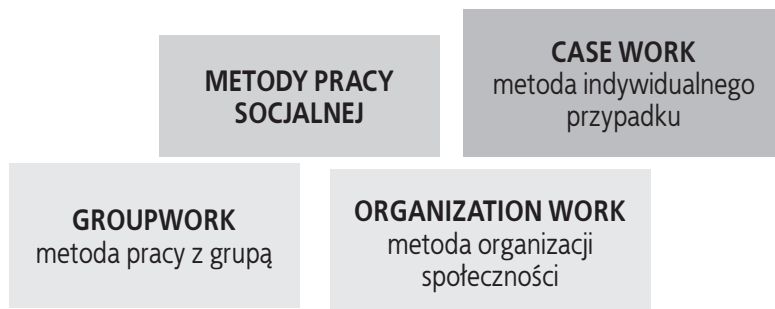 METODY PRACY
SOCJALNEJ
CASE WORK
metoda indywidualnego
przypadku
GROUPWORK
metoda pracy z grupą
ORGANIZATION WORK
metoda organizacji
społeczności